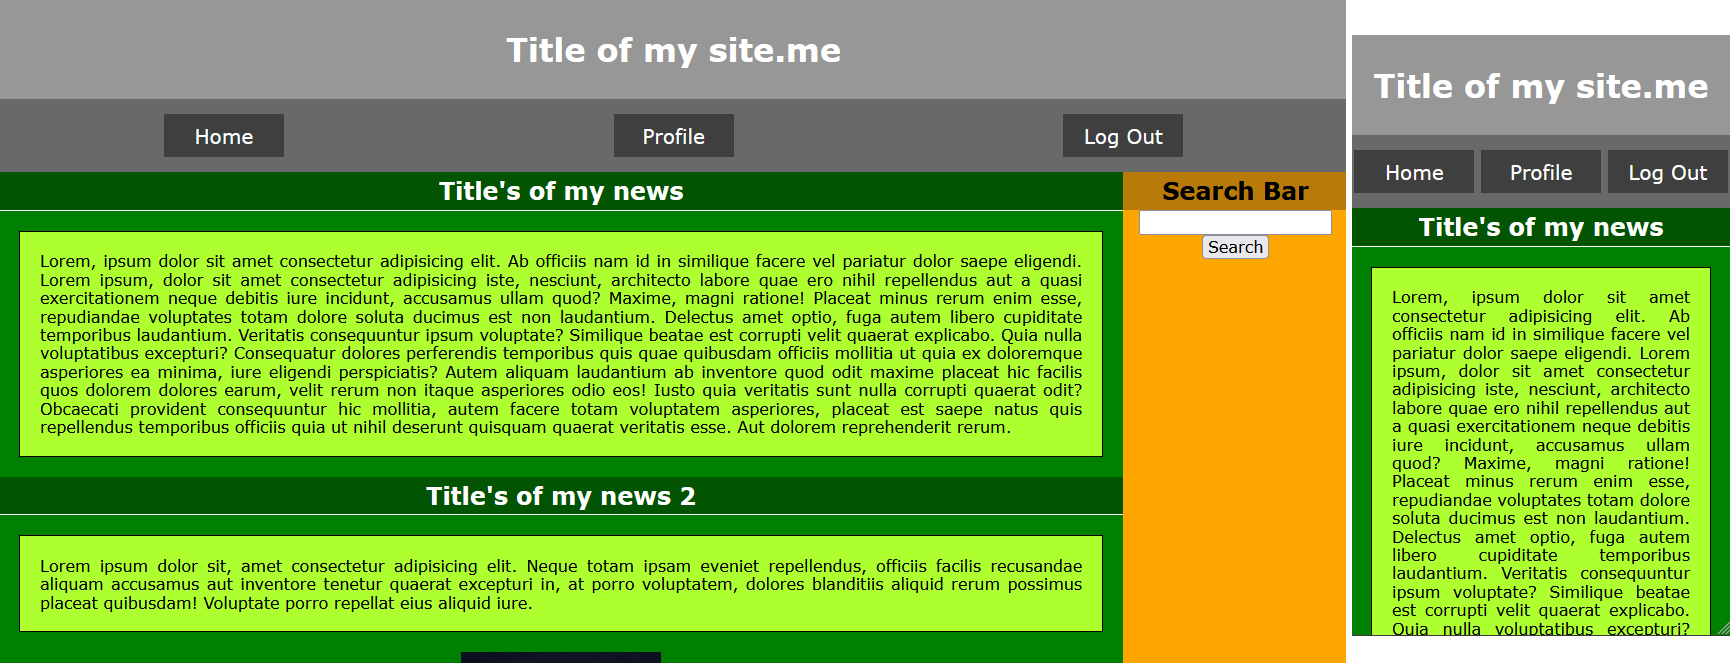 Title of my site.me
Home
Profile
Log Out
Title's of my news
Lorem, ipsum dolor sit amet consectetur adipisicing elit. Ab officiis nam id in similique facere vel pariatur dolor saepe eligendi.
Lorem ipsum, dolor sit amet consectetur adipisicing iste, nesciunt, architecto labore quae ero nihil repellendus aut a quasi
exercitationem neque debitis iure incidunt, accusamus ullam quod? Maxime, magni ratione! Placeat minus rerum enim esse,
repudiandae voluptates totam dolore soluta ducimus est non laudantium. Delectus amet optio, fuga autem libero cupiditate
temporibus laudantium. Veritatis consequuntur ipsum voluptate? Similique beatae est corrupti velit quaerat explicabo. Quia nulla
voluptatibus excepturi? Consequatur dolores perferendis temporibus quis quae quibusdam officiis mollitia ut quia ex doloremque
asperiores ea minima, iure eligendi perspiciatis? Autem aliquam laudantium ab inventore quod odit maxime placeat hic facilis
quos dolorem dolores earum, velit rerum non itaque asperiores odio eos! Iusto quia veritatis sunt nulla corrupti quaerat odit?
Obcaecati provident consequuntur hic mollitia, autem facere totam voluptatem asperiores, placeat est saepe natus quis
repellendus temporibus officiis quia ut nihil deserunt quisquam quaerat veritatis esse. Aut dolorem reprehenderit rerum.
Title's of my news 2
Lorem ipsum dolor sit, amet consectetur adipisicing elit. Neque totam ipsam eveniet repellendus, officiis facilis recusandae
aliquam accusamus aut inventore tenetur quaerat excepturi in, at porro voluptatem, dolores blanditiis aliquid rerum possimus
placeat quibusdam! Voluptate porro repellat eius aliquid iure.
Search Bar
Search
Title of my site.me
Home
Profile
Log Out
Title's of my news
Lorem, ipsum dolor sit amet
consectetur adipisicing elit. Ab
officiis nam id in similique facere vel
pariatur dolor saepe eligendi. Lorem
ipsum, dolor sit amet consectetur
adipisicing iste, nesciunt, architecto
labore quae ero nihil repellendus aut
a quasi exercitationem neque debitis
iure incidunt, accusamus ullam
quod? Maxime, magni ratione!
Placeat minus rerum enim esse,
repudiandae voluptates totam dolore
soluta ducimus est non laudantium.
Delectus amet optio, fuga autem
libero cupiditate temporibus
laudantium. Veritatis consequuntur
ipsum voluptate? Similique beatae
est corrupti velit quaerat explicabo.
Quia nulla voluptatibus excepturi?